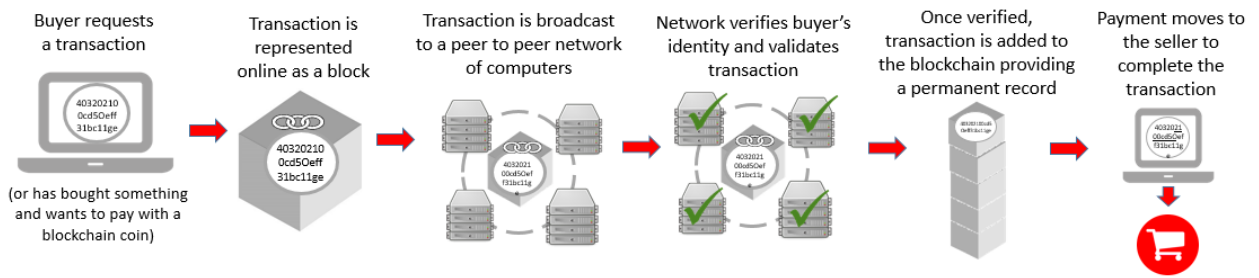 Buyer requests
a transaction
40320210
0cd5Oeff
31bc11ge
(or has bought something
and wants to pay with a
blockchain coin)
Transaction is
represented
online as a block
40320210
0cd5Oeff
31bc11ge
Transaction is broadcast
to a peer to peer network
of computers
4032021
00cd5Oef
f31bc11g
e
Network verifies buyer's
identity and validates
transaction
4032021
00cd5Oef
f31bc11g
e
Once verified,
transaction is added to
the blockchain providing
a permanent record
Payment moves to
the seller to
complete the
transaction
4032021
00cd5Oef
f31bc11g
e